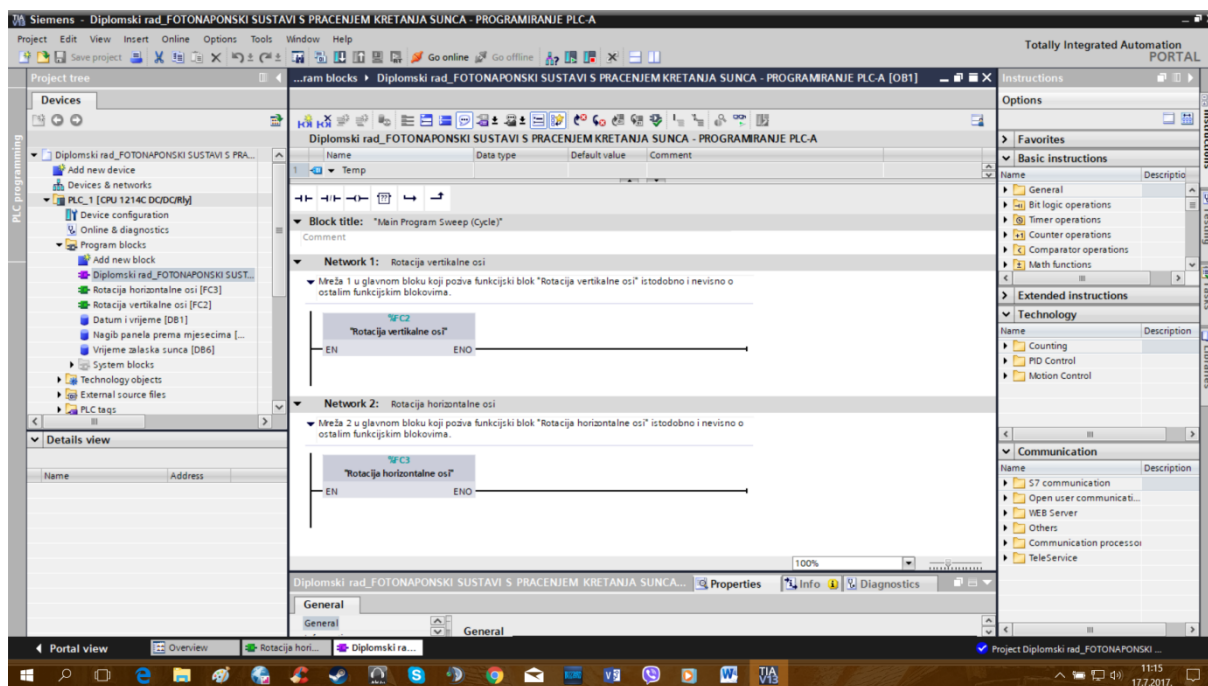 Siemens - Diplomski rad_FOTONAPONSKI SUSTAVI S PRACENJEM KRETANJA SUNCA - PROGRAMIRANJE PLC-A
Project Edit View Insert Online Options Tools Window Help
Totally Integrated Automation
PORTAL
Save project Go online Go offline
Project tree
...ram blocks Diplomski rad_FOTONAPONSKI SUSTAVI S PRACENJEM KRETANJA SUNCA - PROGRAMIRANJE PLC-A [OB1]
Instructions
Devices
Options
PLC programming
Diplomski rad_FOTONAPONSKI SUSTAVI S PRA...
Add new device
Devices & networks
PLC_1 [CPU 1214C DC/DC/Rly]
Device configuration
Online & diagnostics
Program blocks
Add new block
Diplomski rad_FOTONAPONSKI SUST...
Rotacija horizontalne osi [FC3]
Rotacija vertikalne osi [FC2]
Datum i vrijeme [DB1]
Nagib panela prema mjesecima [...
Vrijeme zalaska sunca [DB6]
System blocks
Technology objects
External source files
PLC tags
Details view
Name Address
Diplomski rad_FOTONAPONSKI SUSTAVI S PRACENJEM KRETANJA SUNCA - PROGRAMIRANJE PLC-A
Name Data type Default value Comment
1 Temp
Block title: "Main Program Sweep (Cycle)"
Comment
Network 1: Rotacija vertikalne osi
Mreža 1 u glavnom bloku koji poziva funkcijski blok "Rotacija vertikalne osi" istodobno i nevisno o
ostalim funkcijskim blokovima.
%FC2
"Rotacija vertikalne osi"
EN ENO
Network 2: Rotacija horizontalne osi
Mreža 2 u glavnom bloku koji poziva funkcijski blok "Rotacija horizontalne osi" istodobno i nevisno o
ostalim funkcijskim blokovima.
%FC3
"Rotacija horizontalne osi"
EN ENO
100%
Diplomski rad_FOTONAPONSKI SUSTAVI S PRACENJEM KRETANJA SUNCA...
Properties Info Diagnostics
General
General
General
Favorites
Basic instructions
Name Descriptio
General
Bit logic operations
Timer operations
Counter operations
Comparator operations
Math functions
Extended instructions
Technology
Name Description
Counting
PID Control
Motion Control
Communication
Name Description
S7 communication
Open user communicati...
WEB Server
Others
Communication processor
TeleService
Instructions
Testing
Tasks
Portal view Overview Rotacija hori... Diplomski ra...
Project Diplomski rad_FOTONAPONSKI ...
TIA
V13
11:15
17.7.2017.